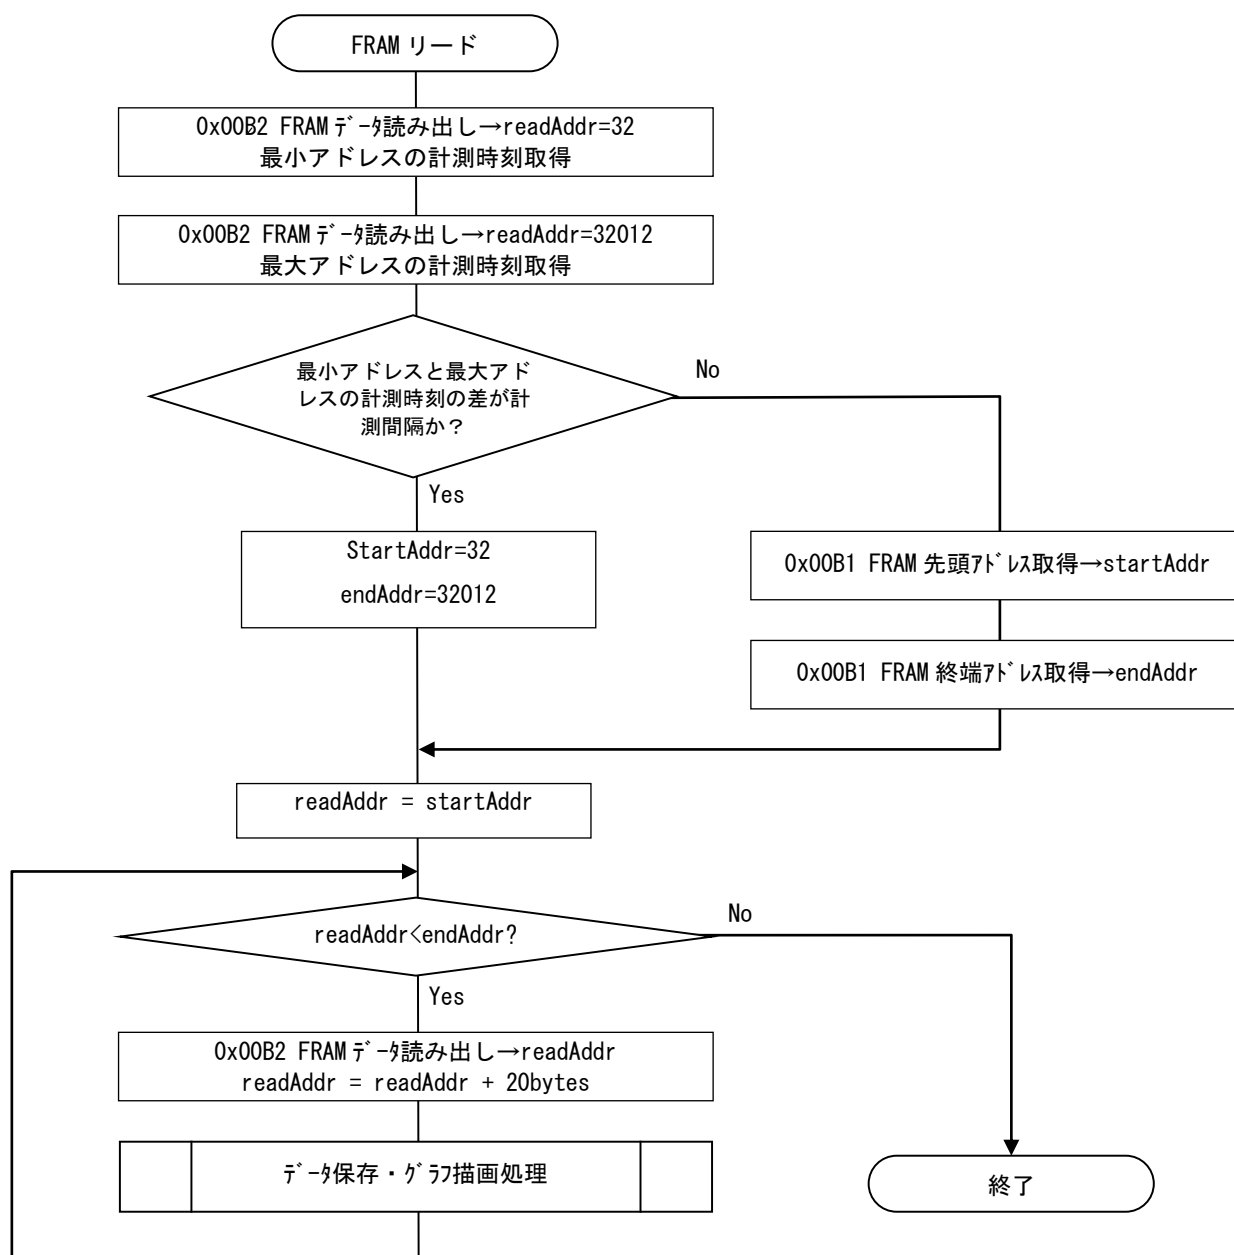 FRAM リード
0x00B2 FRAM ﾃﾞｰﾀ読み出し→readAddr=32
最小アドレスの計測時刻取得
0x00B2 FRAM ﾃﾞｰﾀ読み出し→readAddr=32012
最大アドレスの計測時刻取得
最小アドレスと最大アド
レスの計測時刻の差が計
測間隔か？
No
Yes
StartAddr=32
endAddr=32012
0x00B1 FRAM 先頭ｱﾄﾞﾚｽ取得→startAddr
0x00B1 FRAM 終端ｱﾄﾞﾚｽ取得→endAddr
readAddr = startAddr
readAddr<endAddr?
No
Yes
0x00B2 FRAM ﾃﾞｰﾀ読み出し→readAddr
readAddr = readAddr + 20bytes
ﾃﾞｰﾀ保存・ｸﾞﾗﾌ描画処理
終了